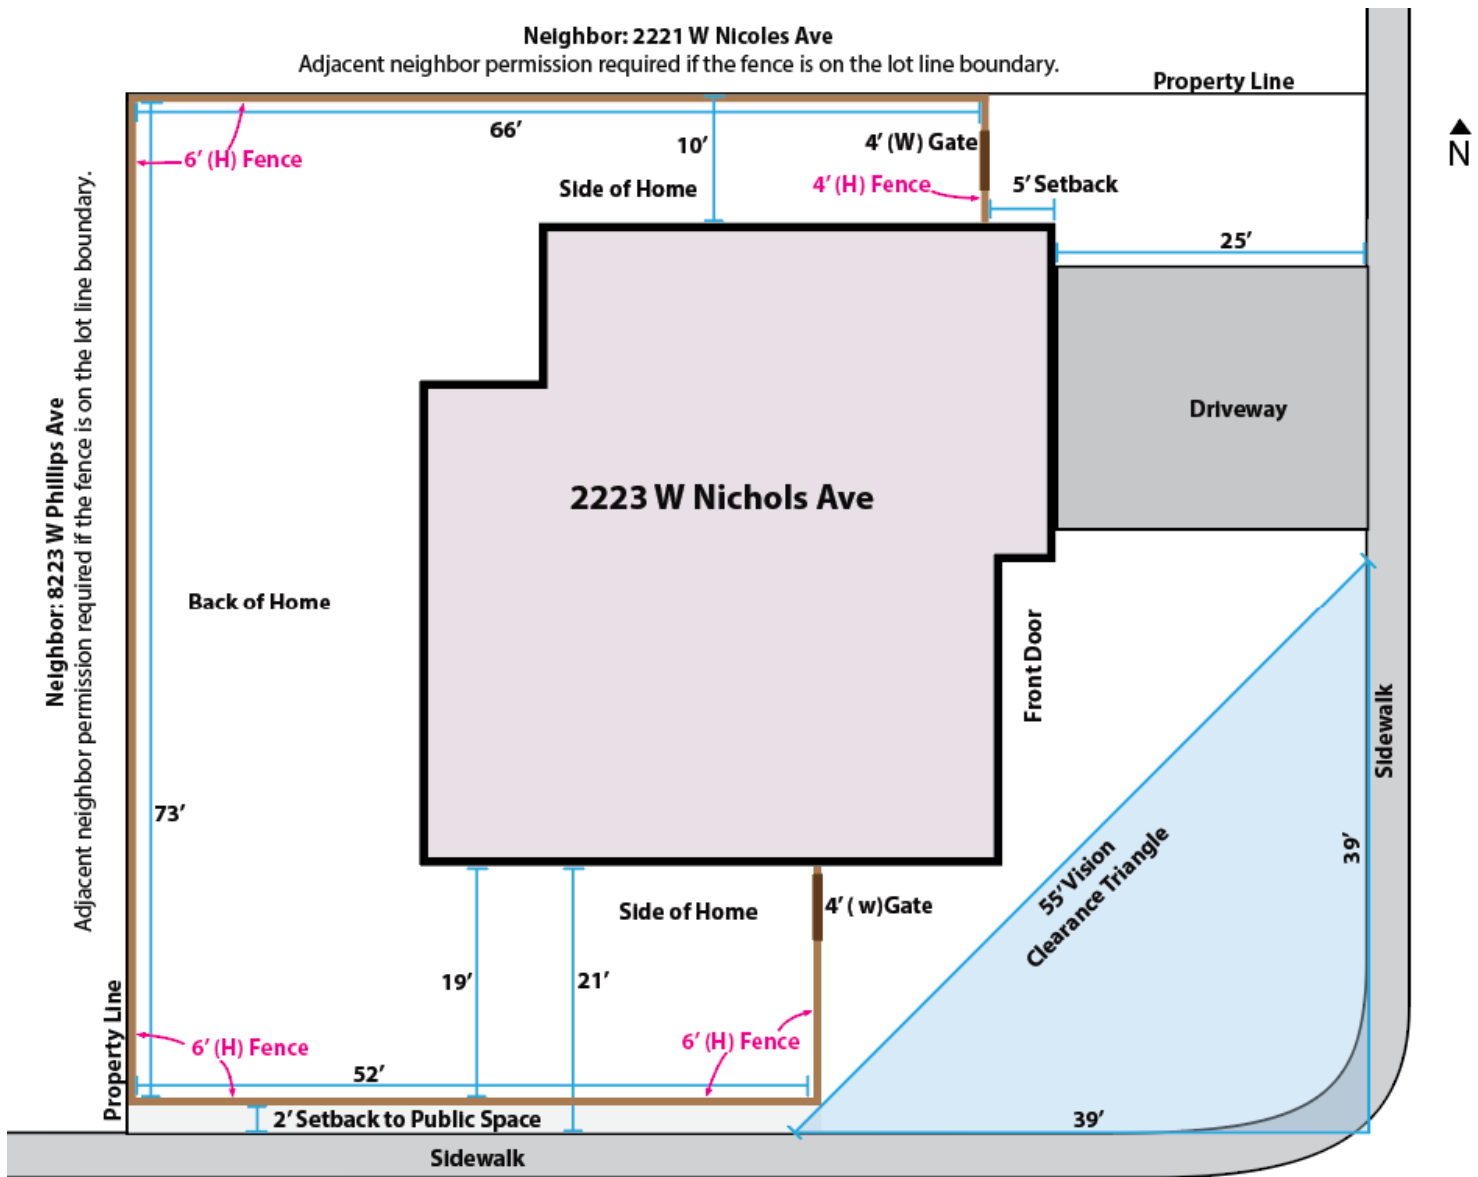 Neighbor: 2221 W Nicoles Ave
Adjacent neighbor permission required if the fence is on the lot line boundary.
Property Line
N
66’
10’
4’ (W) Gate
6’ (H) Fence
4’ (H) Fence
5’ Setback
Side of Home
25’
Driveway
2223 W Nichols Ave
Neighbor: 8223 W Phillips Ave
Adjacent neighbor permission required if the fence is on the lot line boundary.
Back of Home
Front Door
Sidewalk
73’
39’
55’ Vision
Clearance Triangle
Side of Home
4’ ( w)Gate
19’
21’
Property Line
6’ (H) Fence
6’ (H) Fence
52’
2’ Setback to Public Space
39’
Sidewalk